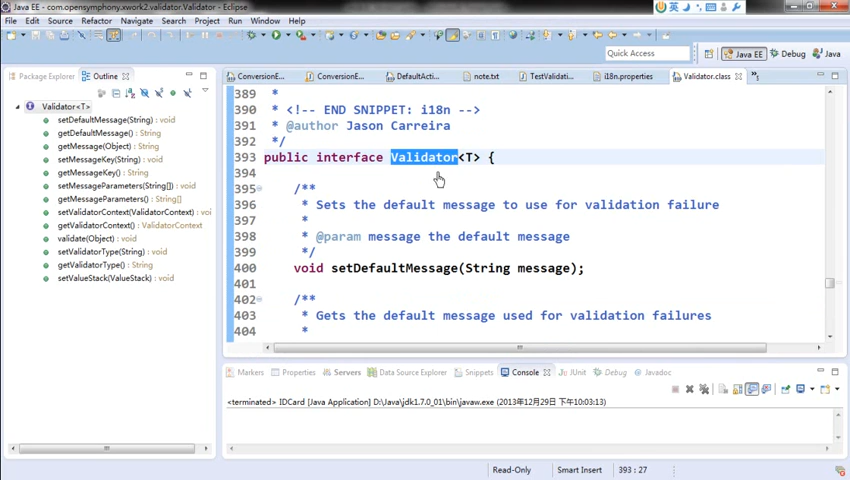 Java EE - com.opensymphony.xwork2.validator.Validator - Eclipse
英
File Edit Source Refactor Navigate Search Project Run Window Help
Quick Access
Java EE Debug Java
Package Explorer Outline
ConversionE... ConversionE... DefaultActi... note.txt TestValidati... i18n.properties Validator.class
Validator<T>
setDefaultMessage(String) : void
getDefaultMessage() : String
getMessage(Object) : String
setMessageKey(String) : void
getMessageKey() : String
setMessageParameters(String[]) : void
getMessageParameters() : String[]
setValidatorContext(ValidatorContext) : void
getValidatorContext() : ValidatorContext
validate(Object) : void
setValidatorType(String) : void
getValidatorType() : String
setValueStack(ValueStack) : void
389 *
390 * <!-- END SNIPPET: i18n -->
391 * @author Jason Carreira
392 */
393 public interface Validator<T> {
394
395 /**
396 * Sets the default message to use for validation failure
397 *
398 * @param message the default message
399 */
400 void setDefaultMessage(String message);
401
402 /**
403 * Gets the default message used for validation failures
404 *
Markers Properties Servers Data Source Explorer Snippets Console JUnit Debug Javadoc
<terminated> IDCard [Java Application] D:\Java\jdk1.7.0_01\bin\javaw.exe (2013年12月29日 下午10:03:13)
Read-Only Smart Insert 393 : 27